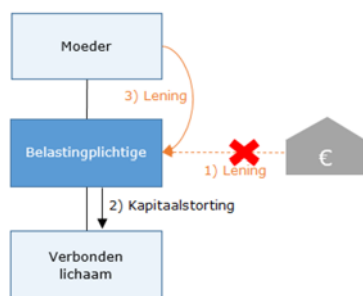 Moeder
3) Lening
Belastingplichtige
1) Lening
€
2) Kapitaalstorting
Verbonden
lichaam